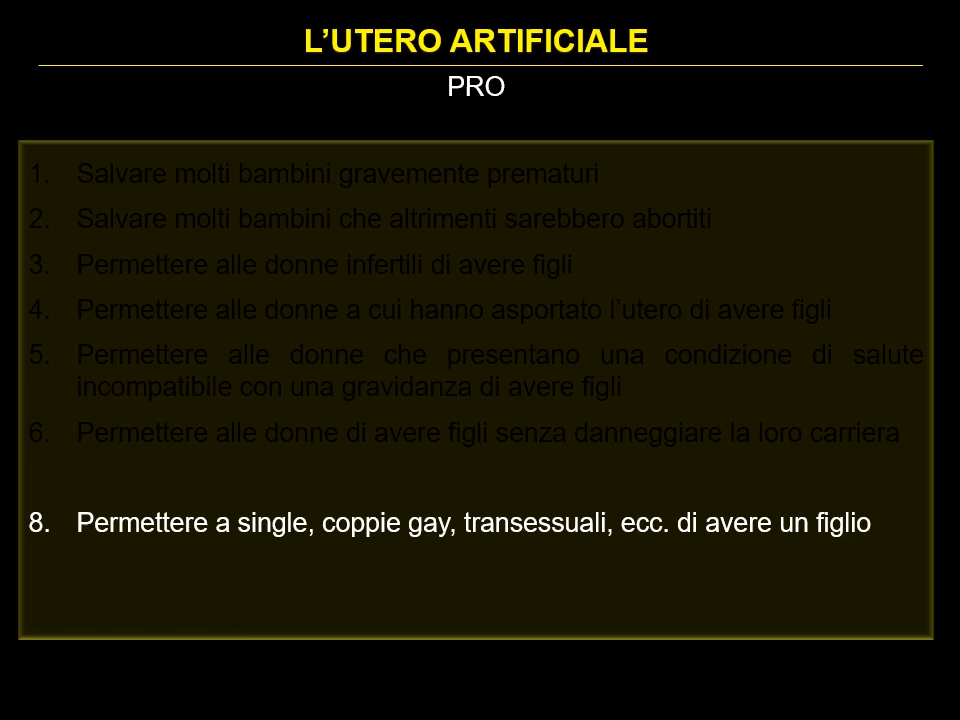 L’UTERO ARTIFICIALE
PRO
1. Salvare molti bambini gravemente prematuri
2. Salvare molti bambini che altrimenti sarebbero abortiti
3. Permettere alle donne infertili di avere figli
4. Permettere alle donne a cui hanno asportato l’utero di avere figli
5. Permettere alle donne che presentano una condizione di salute
incompatibile con una gravidanza di avere figli
6. Permettere alle donne di avere figli senza danneggiare la loro carriera
8. Permettere a single, coppie gay, transessuali, ecc. di avere un figlio